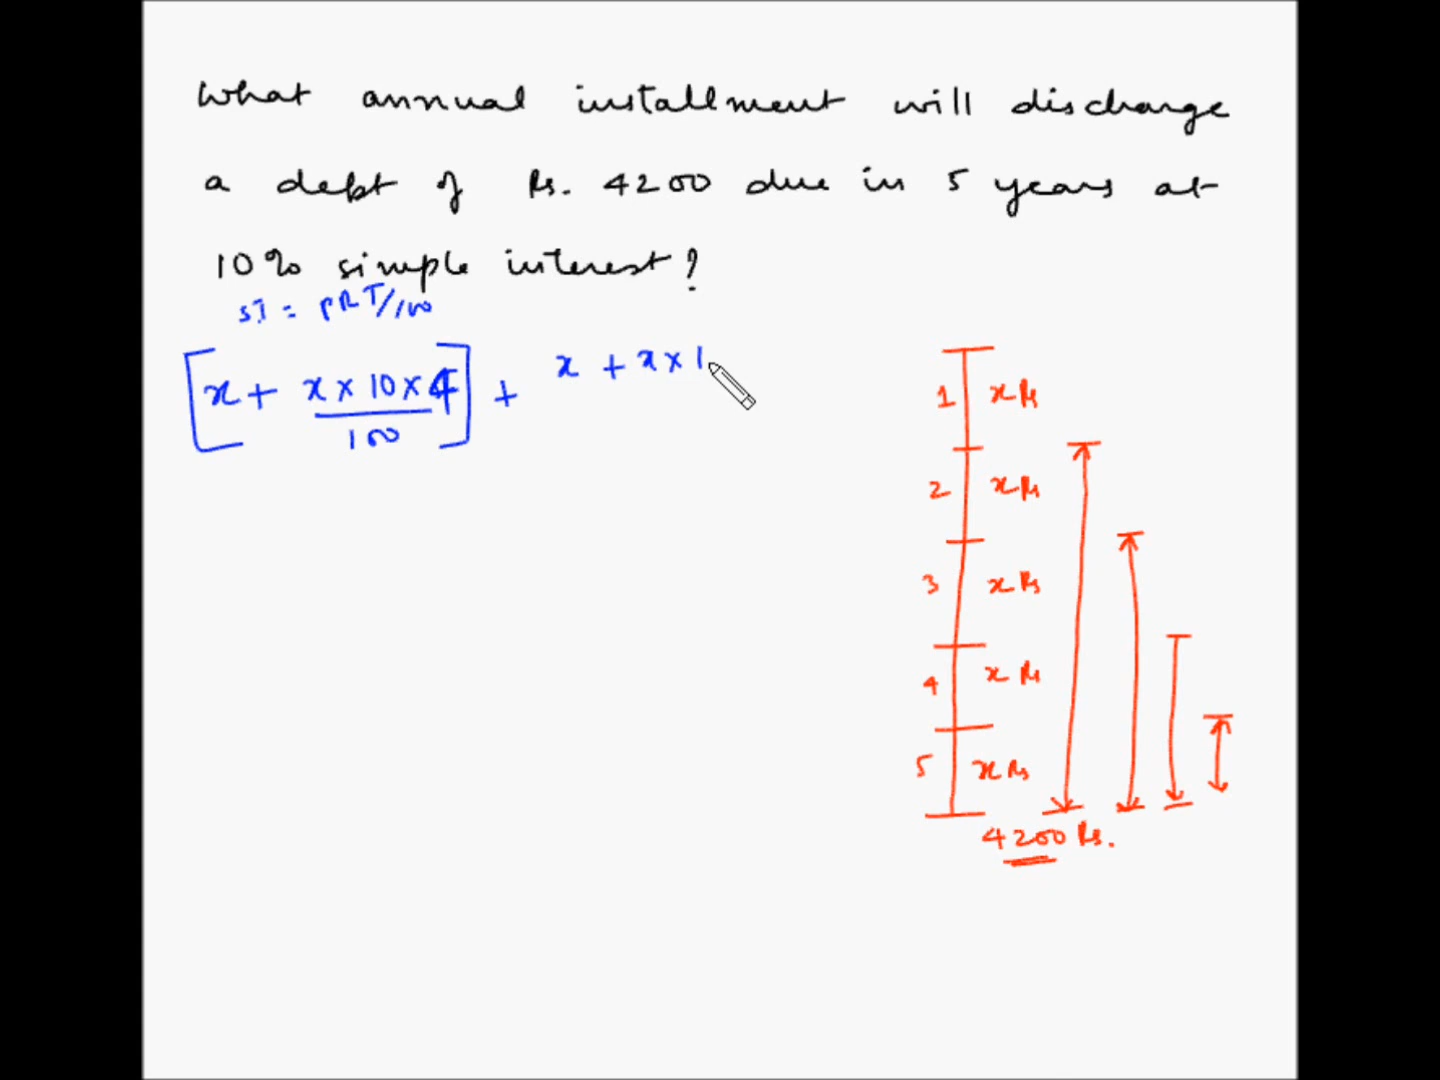 What annual installment will discharge
a debt of Rs. 4200 due in 5 years at
10% simple interest?
SI = PRT/100
[x + x × 10 × 4 / 100] + x + x × 1
1 x Rs
2 x Rs
3 x Rs
4 x Rs
5 x Rs
4200 Rs.